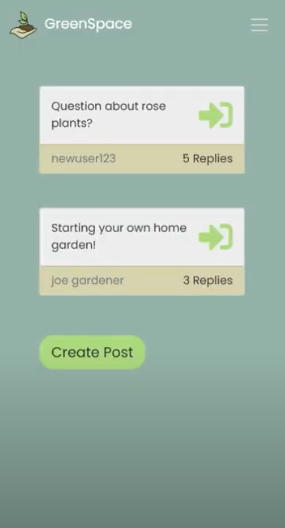 GreenSpace
Question about rose
plants?
newuser123 5 Replies
Starting your own home
garden!
joe gardener 3 Replies
Create Post